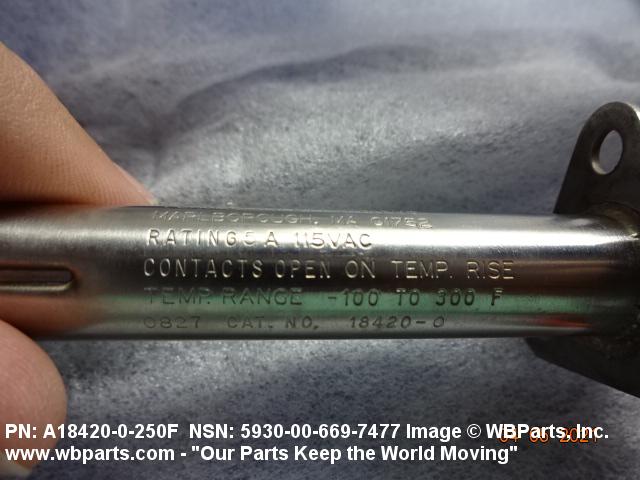 MARLBOROUGH, MA 01752
RATING 5 A 115VAC
CONTACTS OPEN ON TEMP. RISE
TEMP. RANGE -100 TO 300 F
0827 CAT. NO. 18420-0
PN: A18420-0-250F NSN: 5930-00-669-7477 Image © WBParts, Inc.
www.wbparts.com - "Our Parts Keep the World Moving"